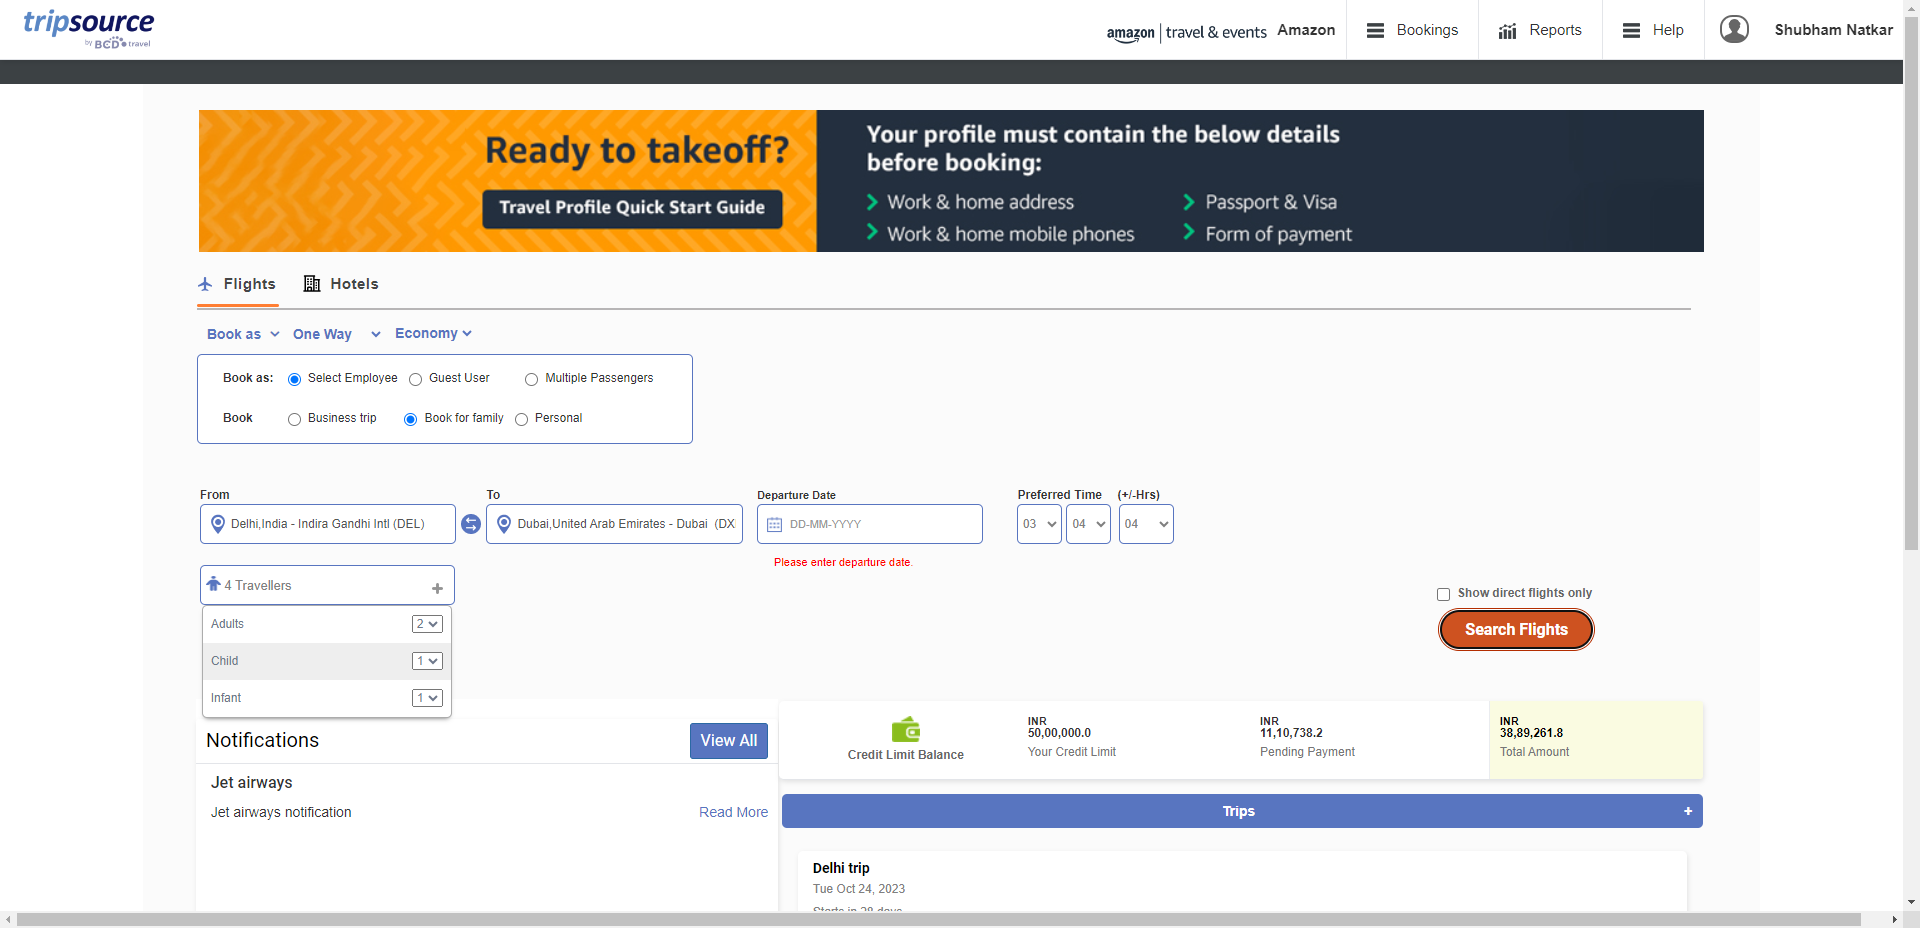 tripsource
by BCD travel
amazon | travel & events Amazon
Bookings
Reports
Help
Shubham Natkar
Ready to takeoff?
Travel Profile Quick Start Guide
Your profile must contain the below details
before booking:
Work & home address
Passport & Visa
Work & home mobile phones
Form of payment
Flights
Hotels
Book as
One Way
Economy
Book as: Select Employee Guest User Multiple Passengers
Book Business trip Book for family Personal
From
To
Departure Date
Preferred Time (+/-Hrs)
Delhi,India - Indira Gandhi Intl (DEL)
Dubai,United Arab Emirates - Dubai (DX
DD-MM-YYYY
03 04 04
Please enter departure date.
4 Travellers +
Show direct flights only
Adults 2
Search Flights
Child 1
Infant 1
Notifications
View All
Jet airways
Jet airways notification
Read More
Credit Limit Balance
INR
50,00,000.0
Your Credit Limit
INR
11,10,738.2
Pending Payment
INR
38,89,261.8
Total Amount
Trips +
Delhi trip
Tue Oct 24, 2023
Starts in 28 days